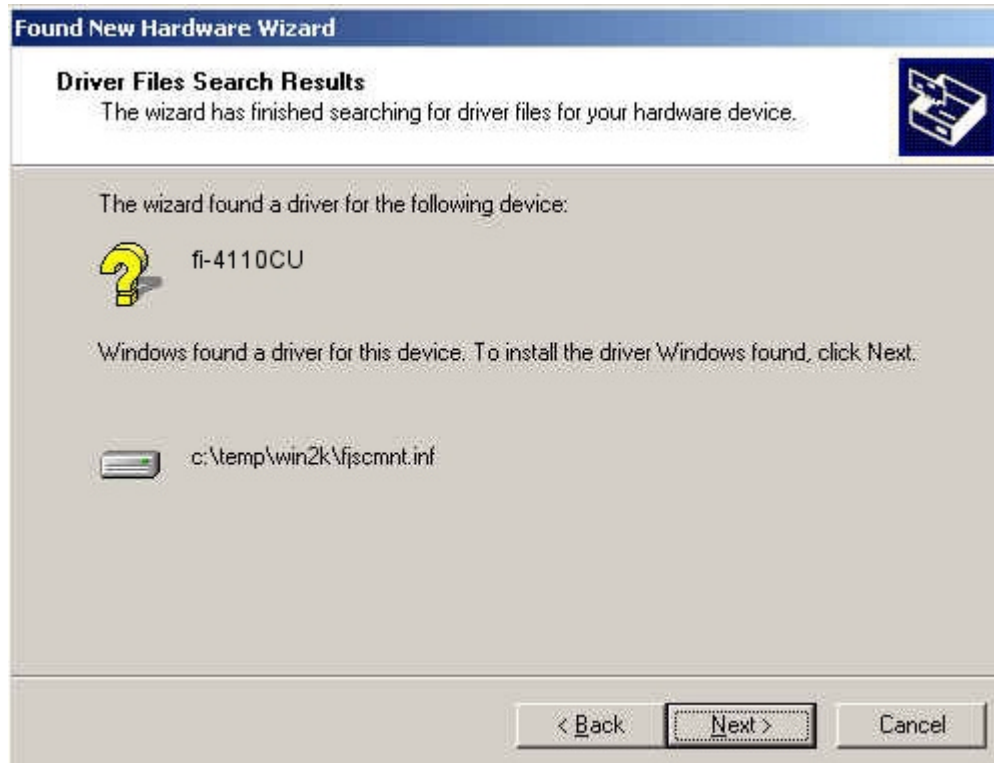 Found New Hardware Wizard
Driver Files Search Results
The wizard has finished searching for driver files for your hardware device.
The wizard found a driver for the following device:
fi-4110CU
Windows found a driver for this device. To install the driver Windows found, click Next.
c:\temp\win2k\fjscmnt.inf
< Back Next > Cancel